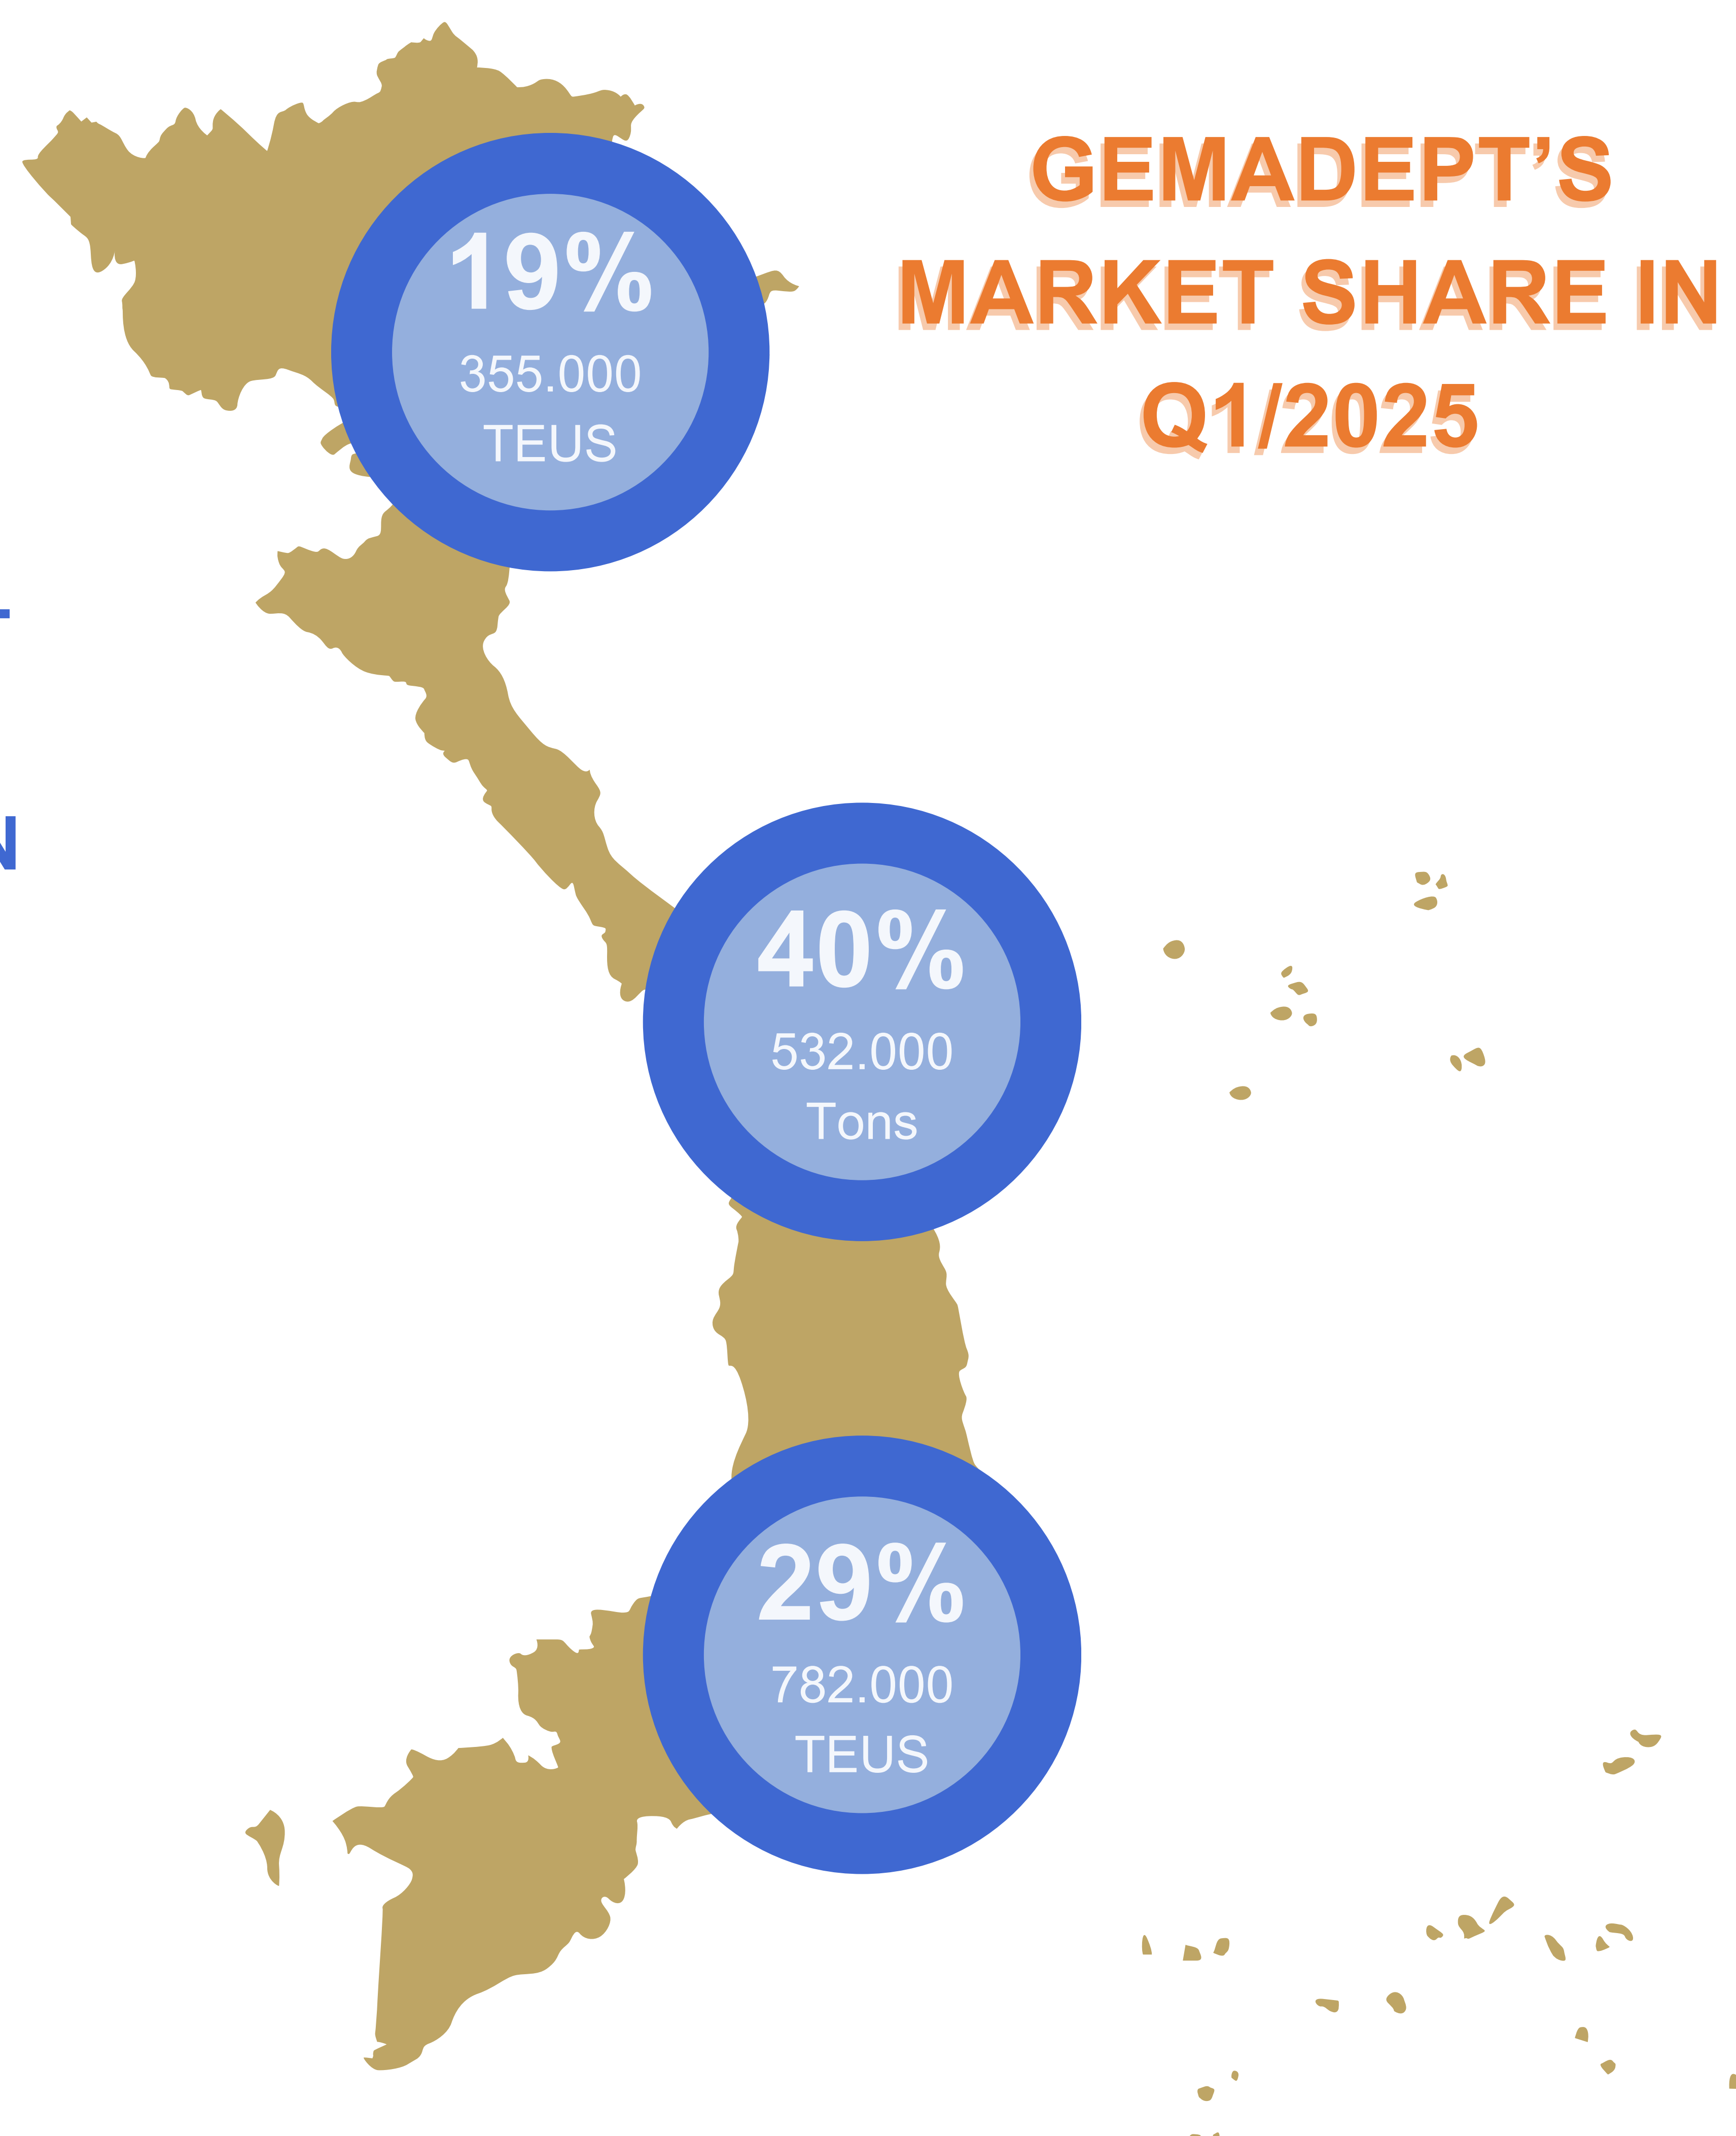 GEMADEPT’S
MARKET SHARE IN
Q1/2025
19%
355.000
TEUS
40%
532.000
Tons
29%
782.000
TEUS